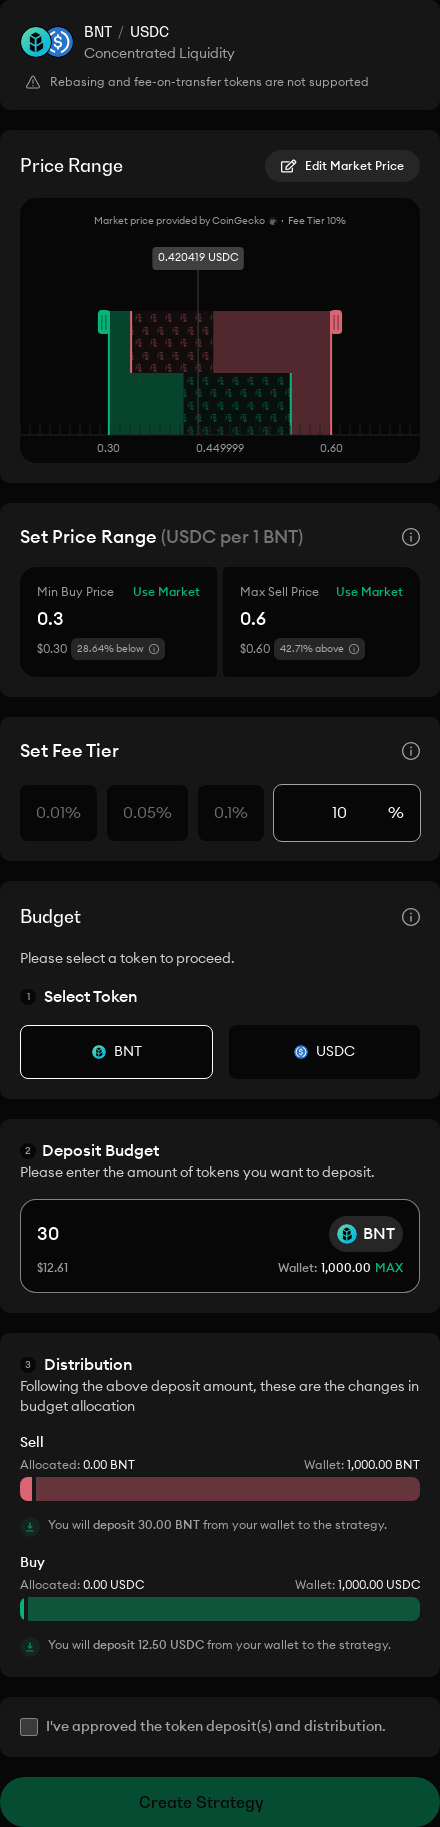 BNT / USDC
Concentrated Liquidity
Rebasing and fee-on-transfer tokens are not supported
Price Range
Edit Market Price
Market price provided by CoinGecko · Fee Tier 10%
0.420419 USDC
0.30 0.449999 0.60
Set Price Range (USDC per 1 BNT)
Min Buy Price Use Market
0.3
$0.30 28.64% below
Max Sell Price Use Market
0.6
$0.60 42.71% above
Set Fee Tier
0.01% 0.05% 0.1% 10 %
Budget
Please select a token to proceed.
1 Select Token
BNT USDC
2 Deposit Budget
Please enter the amount of tokens you want to deposit.
30 BNT
$12.61 Wallet: 1,000.00 MAX
3 Distribution
Following the above deposit amount, these are the changes in
budget allocation
Sell
Allocated: 0.00 BNT Wallet: 1,000.00 BNT
You will deposit 30.00 BNT from your wallet to the strategy.
Buy
Allocated: 0.00 USDC Wallet: 1,000.00 USDC
You will deposit 12.50 USDC from your wallet to the strategy.
I've approved the token deposit(s) and distribution.
Create Strategy